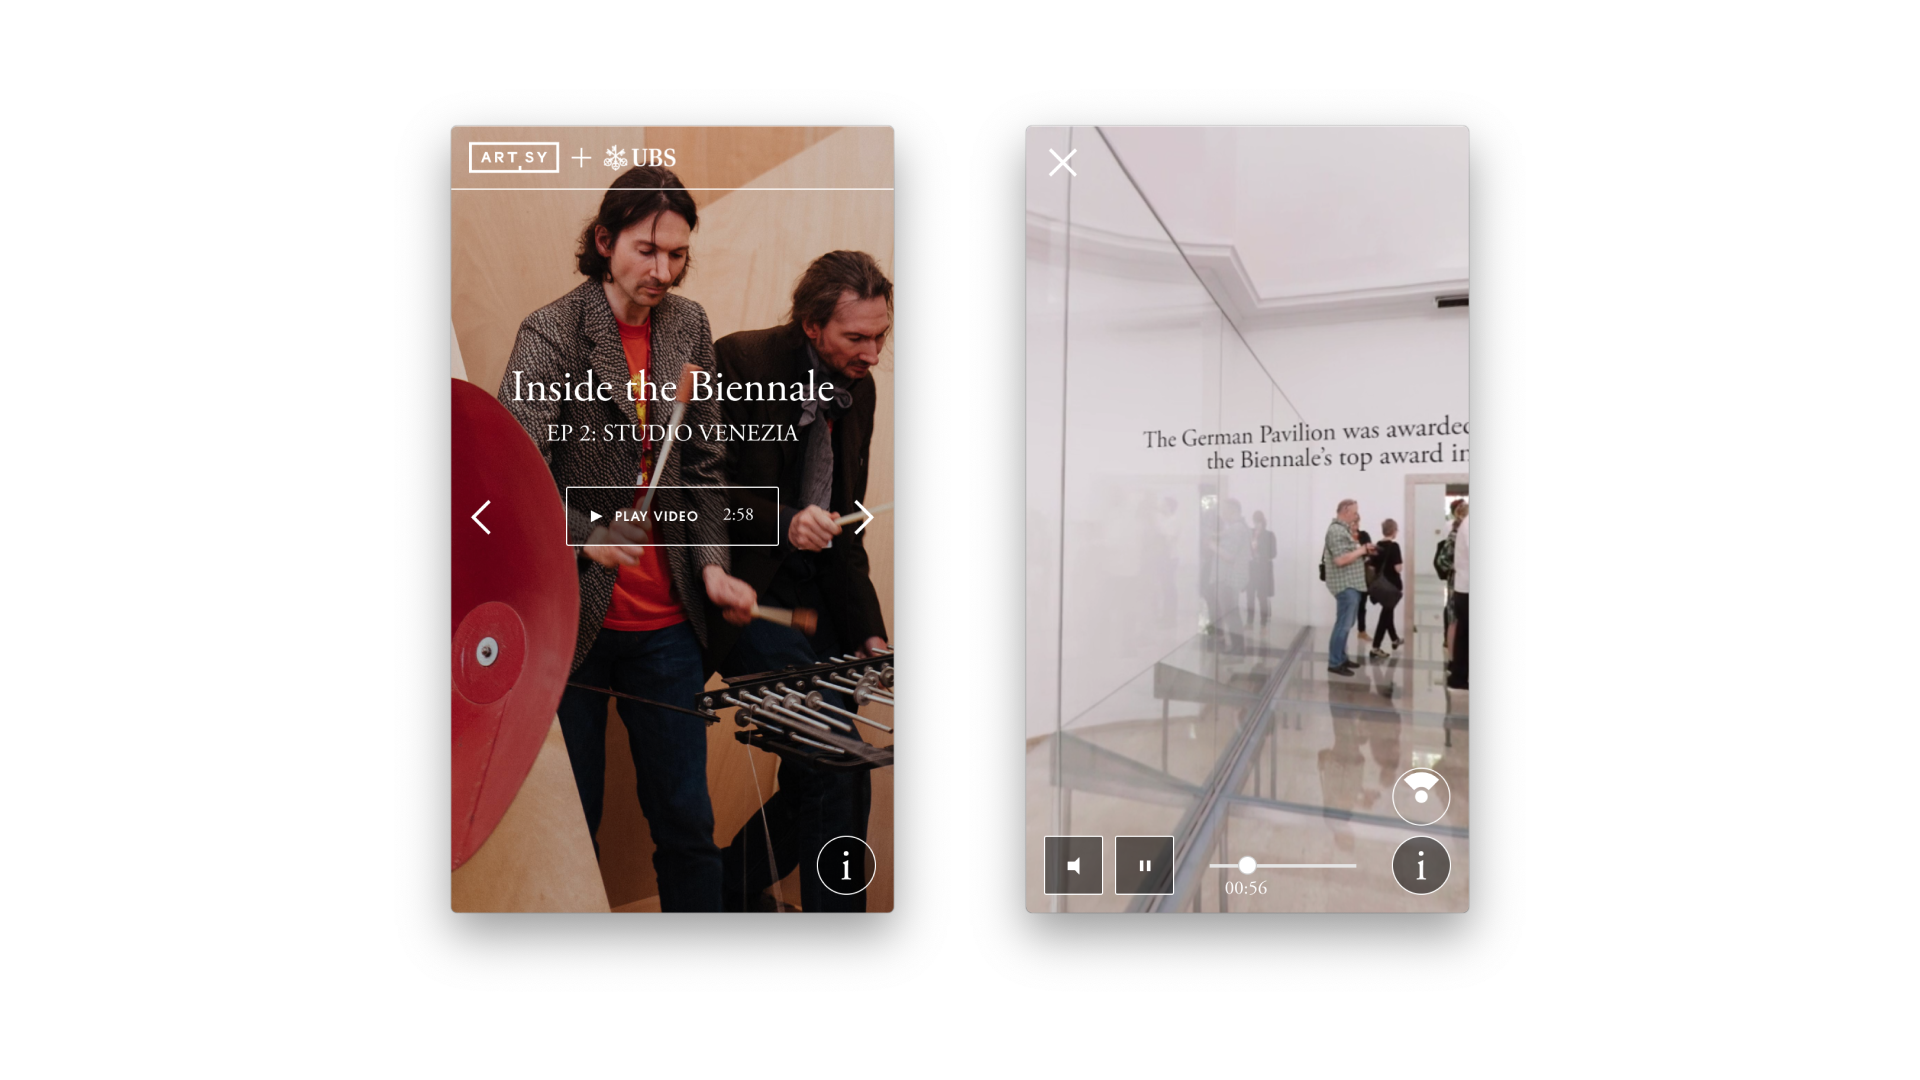 ARTSY + UBS
Inside the Biennale
EP 2: STUDIO VENEZIA
PLAY VIDEO 2:58
i
The German Pavilion was awarded
the Biennale's top award in
00:56
i